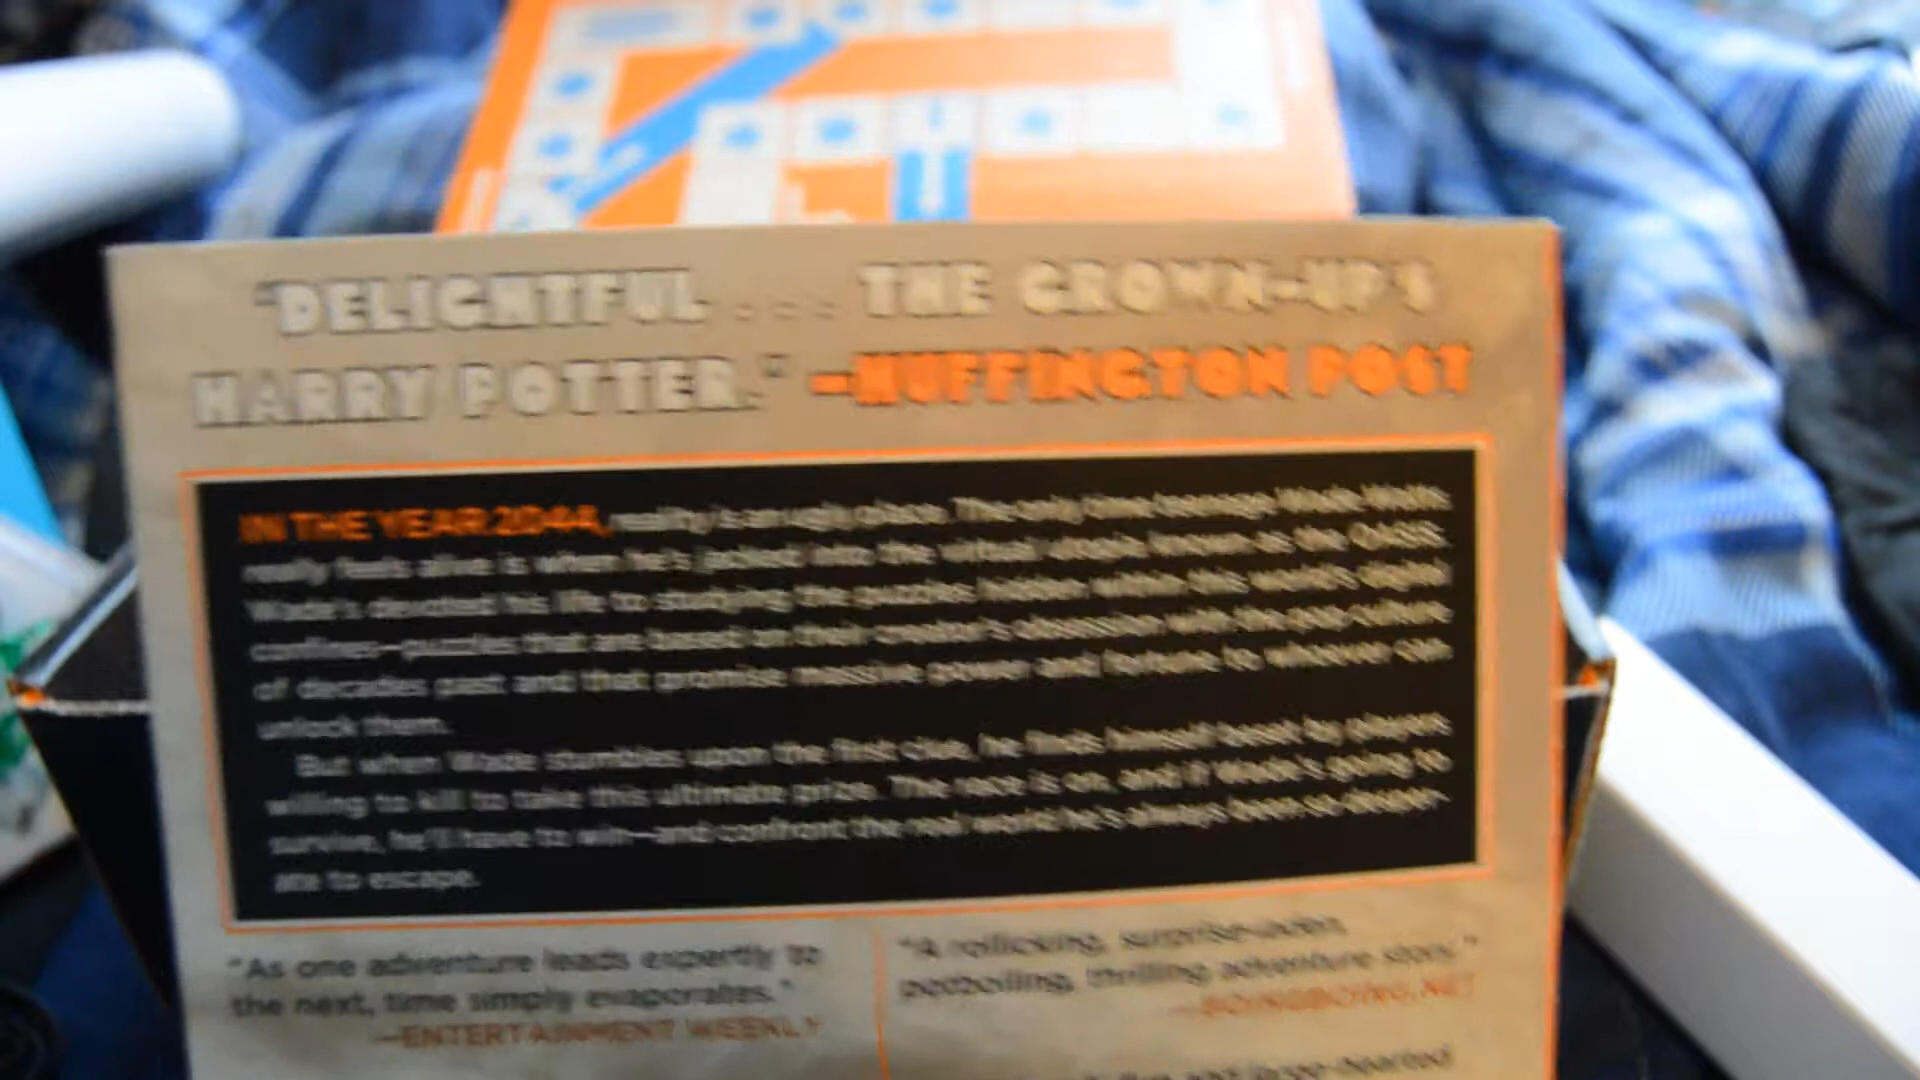 "DELIGHTFUL . . . THE GROWN-UP'S
HARRY POTTER." —HUFFINGTON POST
IN THE YEAR 2044, reality is an ugly place. The only time teenage Wade Watts
really feels alive is when he's jacked into the virtual utopia known as the OASIS.
Wade's devoted his life to studying the puzzles hidden within this world's digital
confines—puzzles that are based on their creator's obsession with the pop culture
of decades past and that promise massive power and fortune to whoever can
unlock them.
But when Wade stumbles upon the first clue, he finds himself beset by players
willing to kill to take this ultimate prize. The race is on, and if Wade's going to
survive, he'll have to win—and confront the real world he's always been so desper-
ate to escape.
"As one adventure leads expertly to
the next, time simply evaporates."
—ENTERTAINMENT WEEKLY
"A rollicking, surprise-laden,
potboiling, thrilling adventure story."
—BOINGBOING.NET
and large-hearted